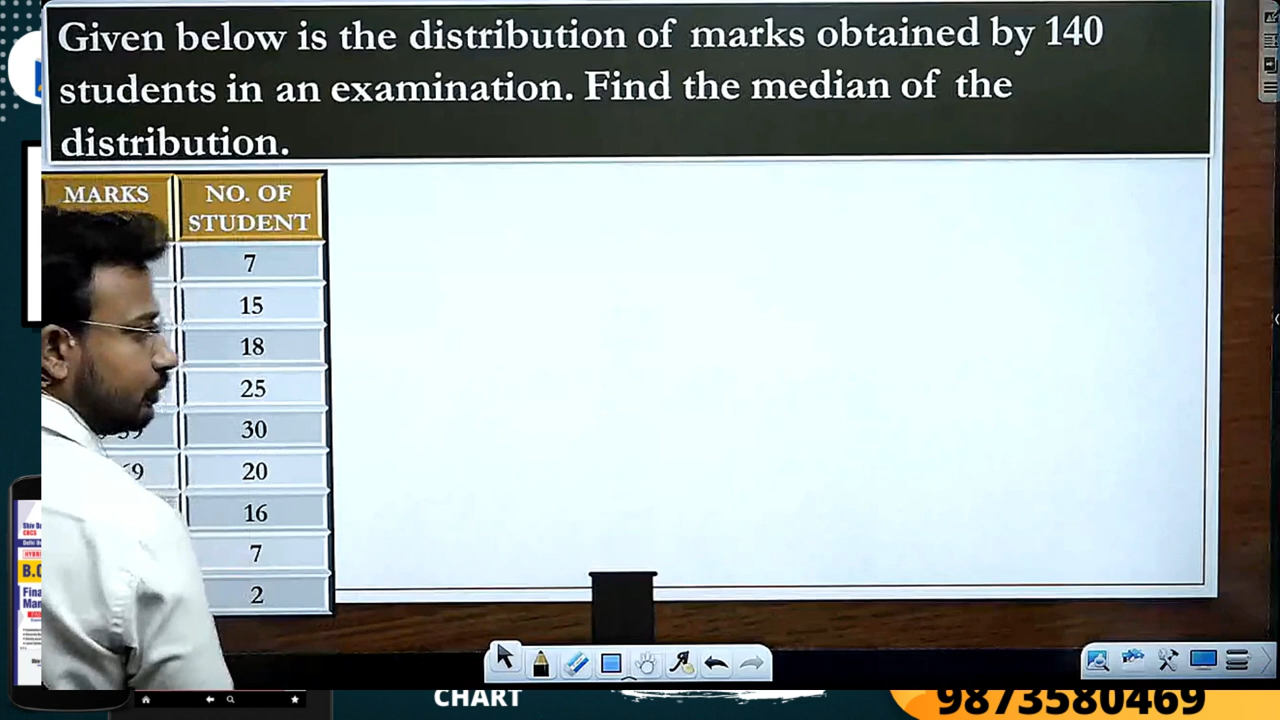 Given below is the distribution of marks obtained by 140
students in an examination. Find the median of the
distribution.
MARKS
NO. OF
STUDENT
7
15
18
25
30
20
16
7
2
CHART
9873580469